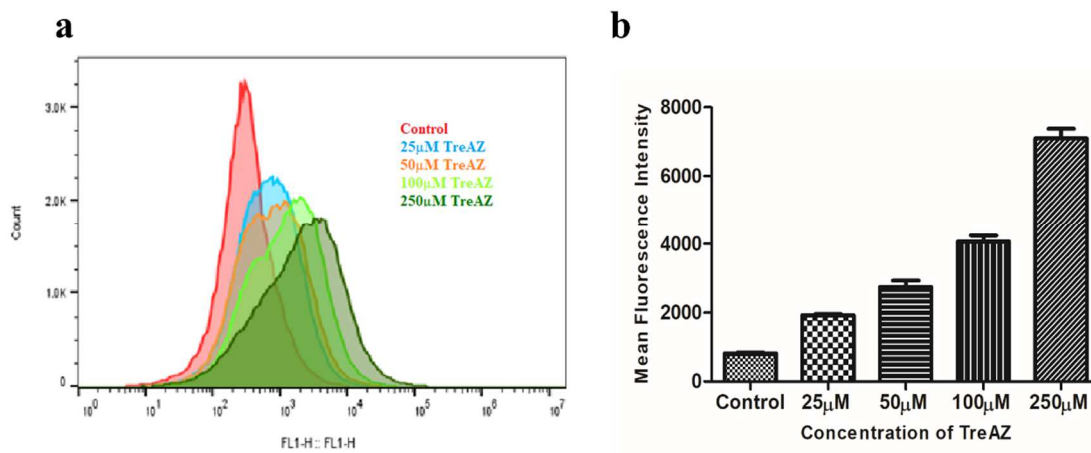 a
3.0K
2.0K
1.0K
0
Count
10⁰ 10¹ 10² 10³ 10⁴ 10⁵ 10⁶ 10⁷
FL1-H :: FL1-H
Control
25μM TreAZ
50μM TreAZ
100μM TreAZ
250μM TreAZ
b
Mean Fluorescence Intensity
8000
6000
4000
2000
0
Control 25μM 50μM 100μM 250μM
Concentration of TreAZ